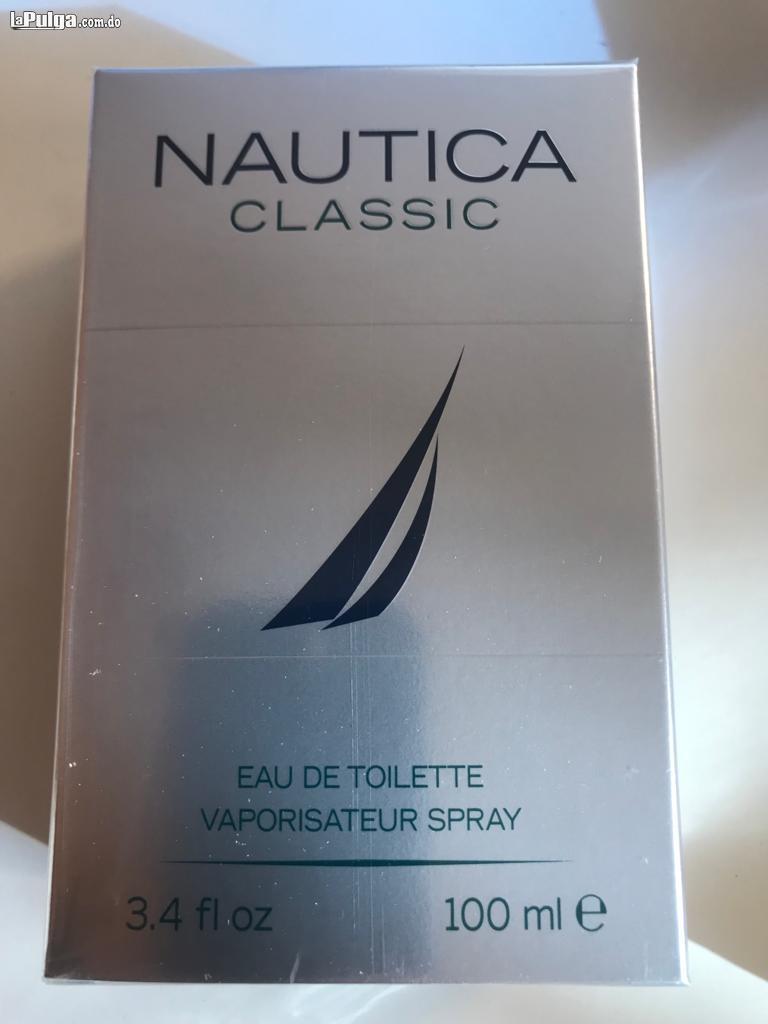 laPulga.com.do
NAUTICA
CLASSIC
EAU DE TOILETTE
VAPORISATEUR SPRAY
3.4 fl oz 100 ml ℮